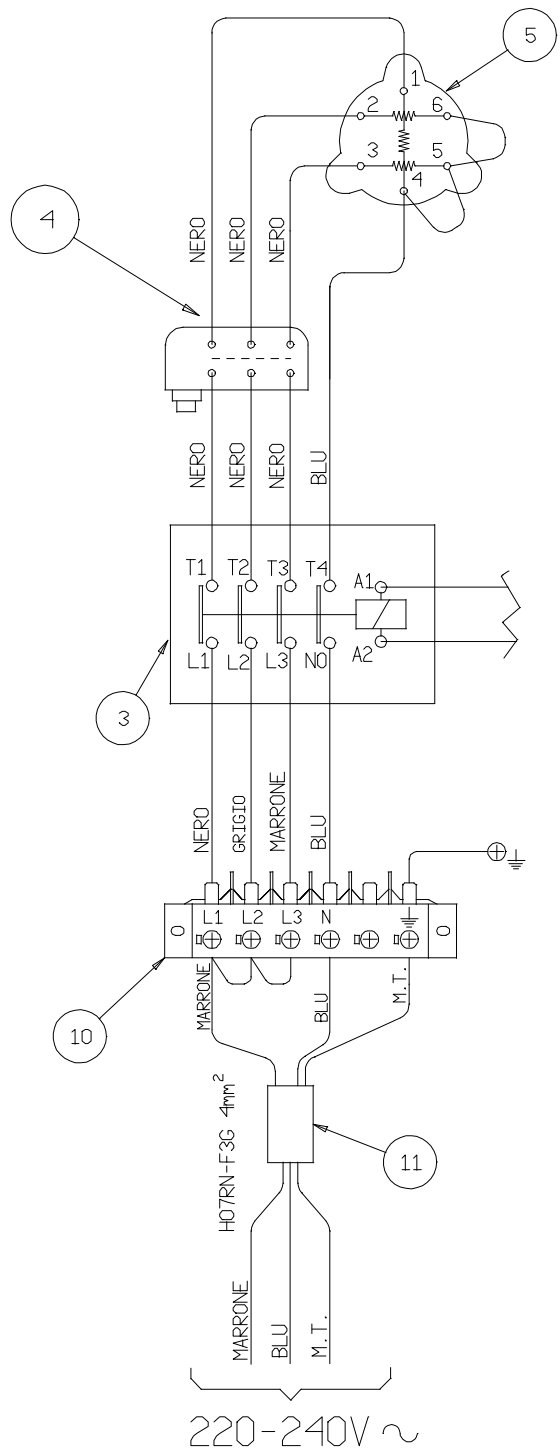 5
1
2 6
3 5
4
4
NERO
NERO
NERO
NERO
NERO
NERO
BLU
T1 T2 T3 T4 A1
L1 L2 L3 NO A2
3
NERO
GRIGIO
MARRONE
BLU
0 L1 L2 L3 N 0
10
MARRONE
BLU
M.T.
H07RN-F3G 4mm²
11
MARRONE
BLU
M.T.
220-240V ~